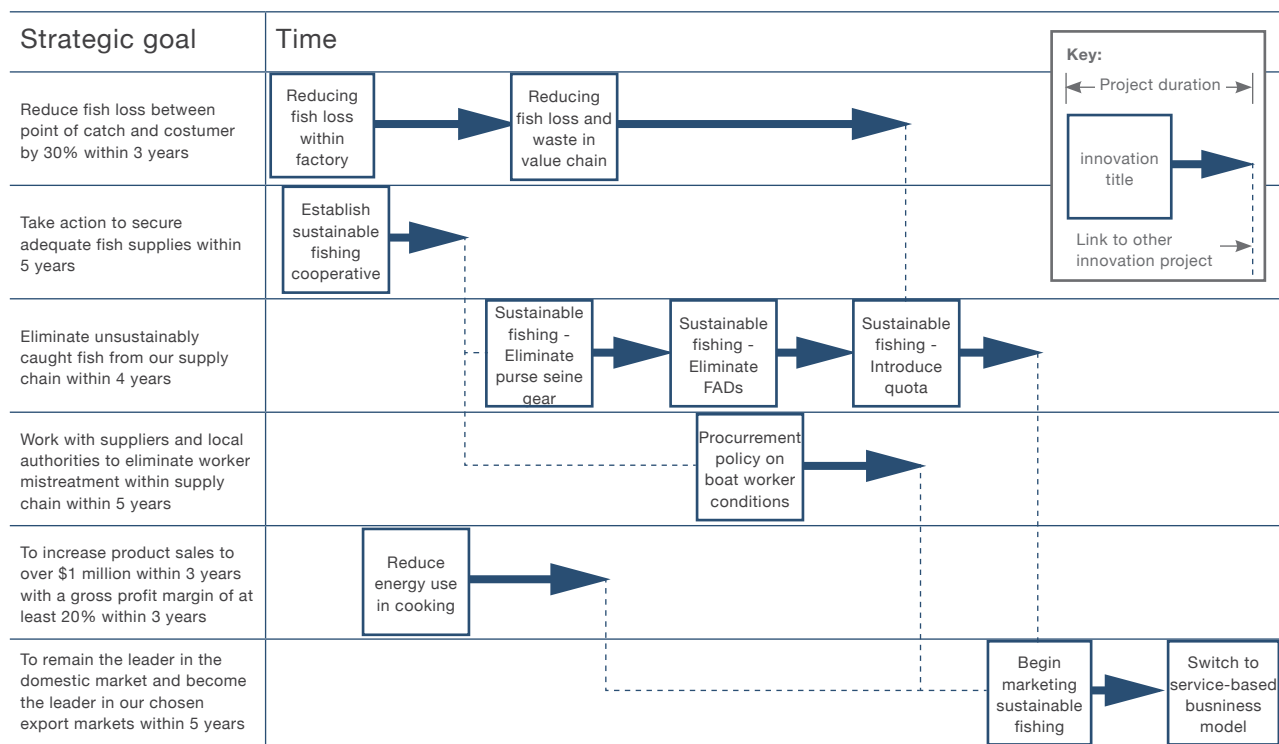 Strategic goal
Time
Key:
Project duration
innovation
title
Link to other
innovation project
Reduce fish loss between
point of catch and costumer
by 30% within 3 years
Reducing
fish loss
within
factory
Reducing
fish loss and
waste in
value chain
Take action to secure
adequate fish supplies within
5 years
Establish
sustainable
fishing
cooperative
Eliminate unsustainably
caught fish from our supply
chain within 4 years
Sustainable
fishing -
Eliminate
purse seine
gear
Sustainable
fishing -
Eliminate
FADs
Sustainable
fishing -
Introduce
quota
Work with suppliers and local
authorities to eliminate worker
mistreatment within supply
chain within 5 years
Procurrement
policy on
boat worker
conditions
To increase product sales to
over $1 million within 3 years
with a gross profit margin of at
least 20% within 3 years
Reduce
energy use
in cooking
To remain the leader in the
domestic market and become
the leader in our chosen
export markets within 5 years
Begin
marketing
sustainable
fishing
Switch to
service-based
busniness
model